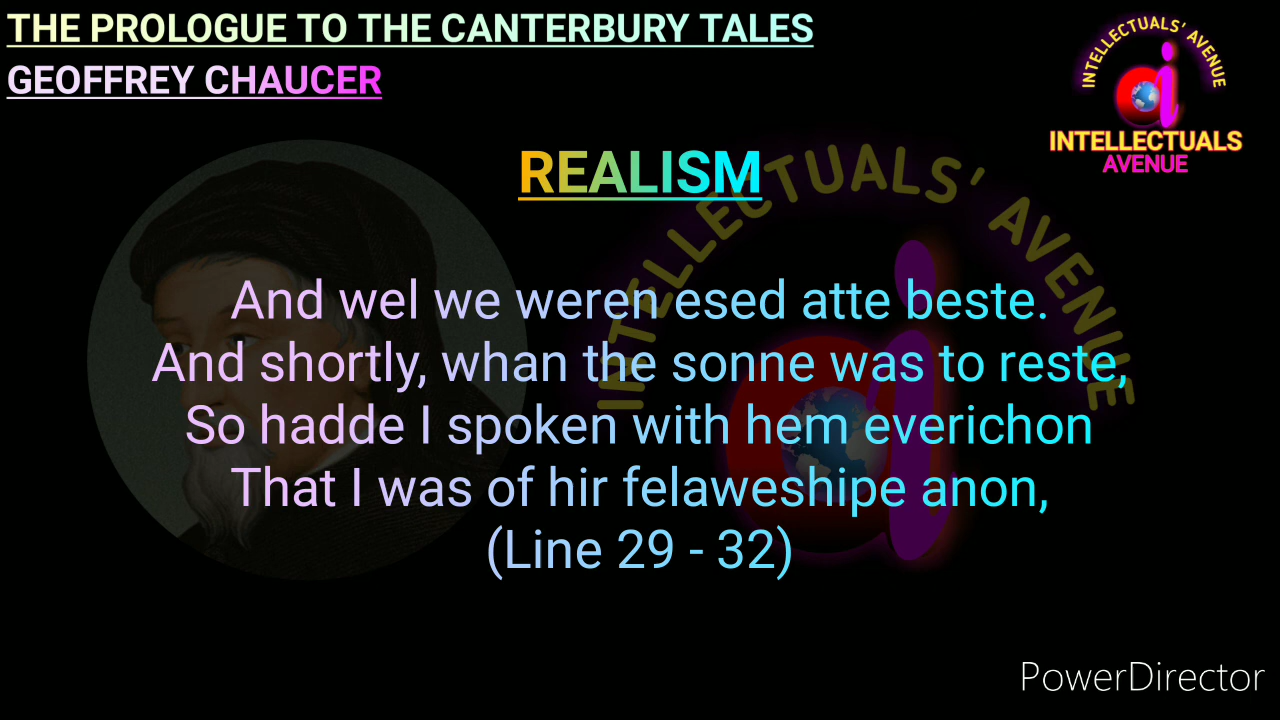 THE PROLOGUE TO THE CANTERBURY TALES
GEOFFREY CHAUCER
INTELLECTUALS' AVENUE
ai
INTELLECTUALS
AVENUE
REALISM
INTELLECTUALS' AVENUE
ai
And wel we weren esed atte beste.
And shortly, whan the sonne was to reste,
So hadde I spoken with hem everichon
That I was of hir felaweshipe anon,
(Line 29 - 32)
PowerDirector